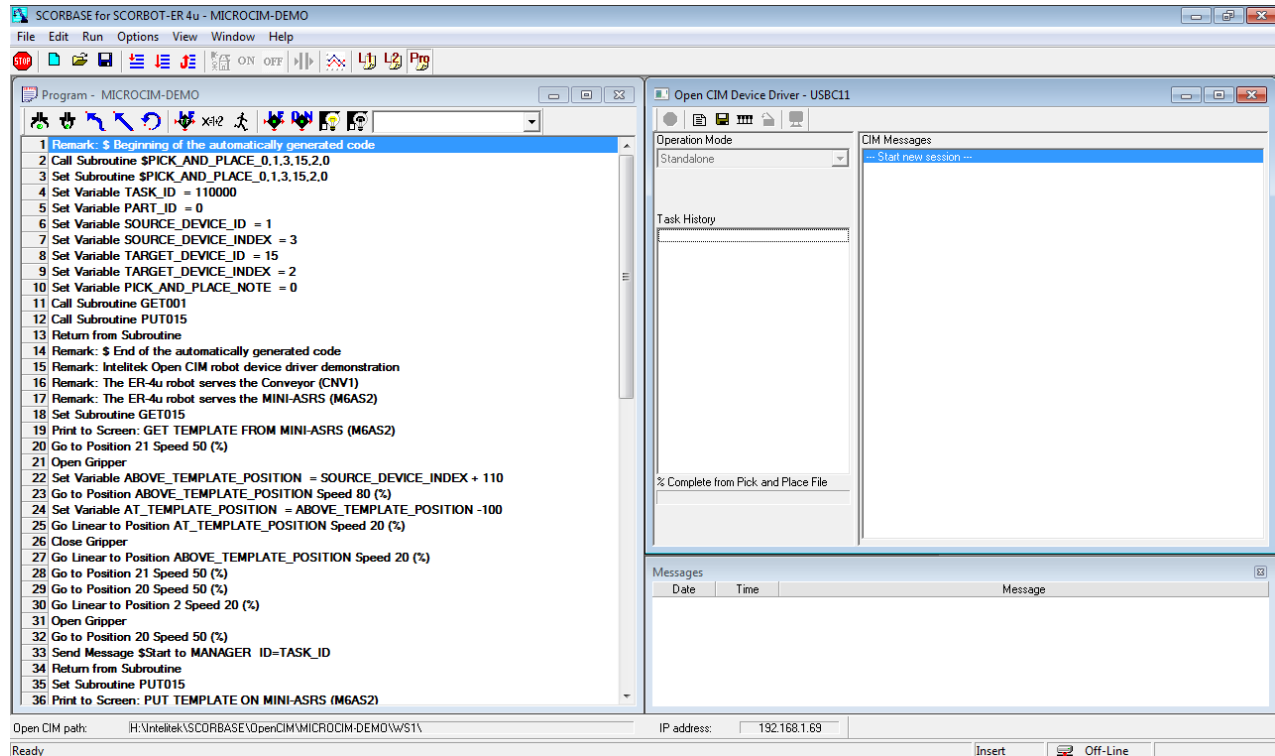 SCORBASE for SCORBOT-ER 4u - MICROCIM-DEMO
File Edit Run Options View Window Help
STOP ON OFF L1 L2 Prg
Program - MICROCIM-DEMO
X=1+2
1 Remark: $ Beginning of the automatically generated code
2 Call Subroutine $PICK_AND_PLACE_0,1,3,15,2,0
3 Set Subroutine $PICK_AND_PLACE_0,1,3,15,2,0
4 Set Variable TASK_ID = 110000
5 Set Variable PART_ID = 0
6 Set Variable SOURCE_DEVICE_ID = 1
7 Set Variable SOURCE_DEVICE_INDEX = 3
8 Set Variable TARGET_DEVICE_ID = 15
9 Set Variable TARGET_DEVICE_INDEX = 2
10 Set Variable PICK_AND_PLACE_NOTE = 0
11 Call Subroutine GET001
12 Call Subroutine PUT015
13 Return from Subroutine
14 Remark: $ End of the automatically generated code
15 Remark: Intelitek Open CIM robot device driver demonstration
16 Remark: The ER-4u robot serves the Conveyor (CNV1)
17 Remark: The ER-4u robot serves the MINI-ASRS (M6AS2)
18 Set Subroutine GET015
19 Print to Screen: GET TEMPLATE FROM MINI-ASRS (M6AS2)
20 Go to Position 21 Speed 50 (%)
21 Open Gripper
22 Set Variable ABOVE_TEMPLATE_POSITION = SOURCE_DEVICE_INDEX + 110
23 Go to Position ABOVE_TEMPLATE_POSITION Speed 80 (%)
24 Set Variable AT_TEMPLATE_POSITION = ABOVE_TEMPLATE_POSITION -100
25 Go Linear to Position AT_TEMPLATE_POSITION Speed 20 (%)
26 Close Gripper
27 Go Linear to Position ABOVE_TEMPLATE_POSITION Speed 20 (%)
28 Go to Position 21 Speed 50 (%)
29 Go to Position 20 Speed 50 (%)
30 Go Linear to Position 2 Speed 20 (%)
31 Open Gripper
32 Go to Position 20 Speed 50 (%)
33 Send Message $Start to MANAGER ID=TASK_ID
34 Return from Subroutine
35 Set Subroutine PUT015
36 Print to Screen: PUT TEMPLATE ON MINI-ASRS (M6AS2)
Open CIM Device Driver - USBC11
Operation Mode
Standalone
Task History
% Complete from Pick and Place File
CIM Messages
--- Start new session ---
Messages
Date Time Message
Open CIM path: H:\Intelitek\SCORBASE\OpenCIM\MICROCIM-DEMO\WS1\ IP address: 192.168.1.69
Ready Insert Off-Line